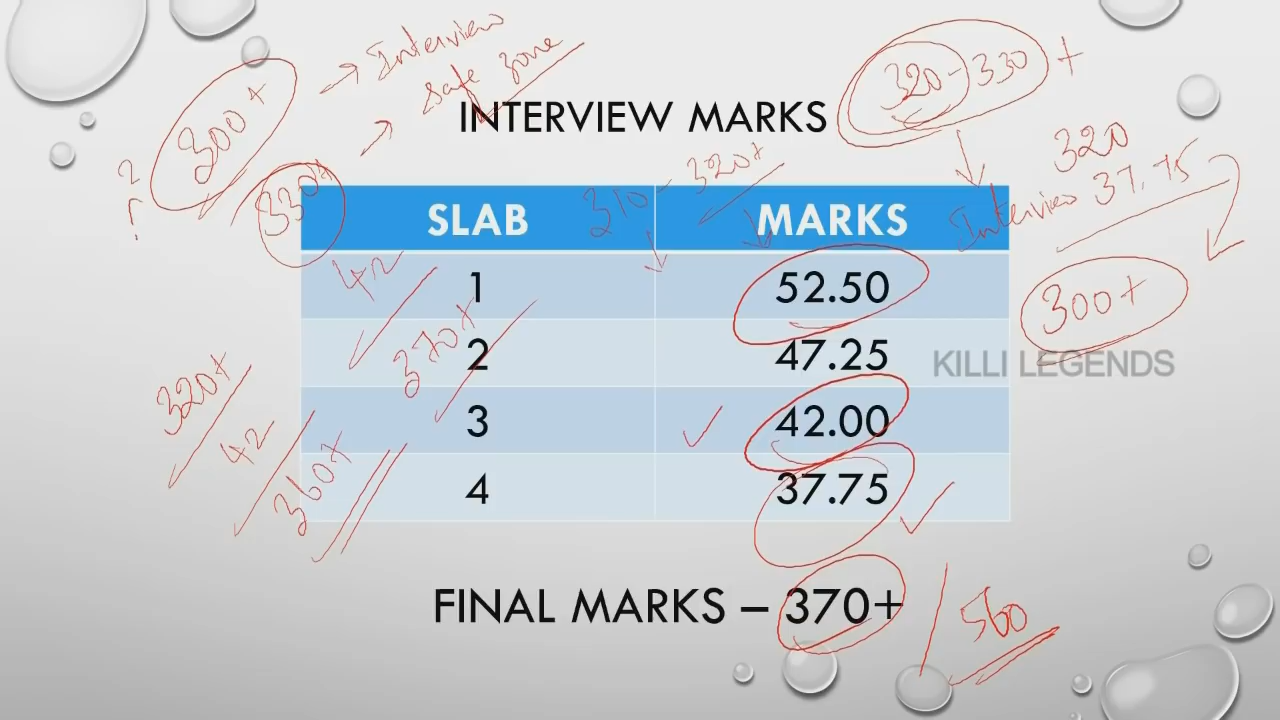 Interview
Safe zone
300+
?
330+
320-330+
INTERVIEW MARKS
320
Interview 37.75
300+
310 - 320+
SLAB MARKS
1 52.50
2 47.25
3 42.00
4 37.75
42
370+
320+
42
360+
KILLI LEGENDS
FINAL MARKS – 370+ / 560